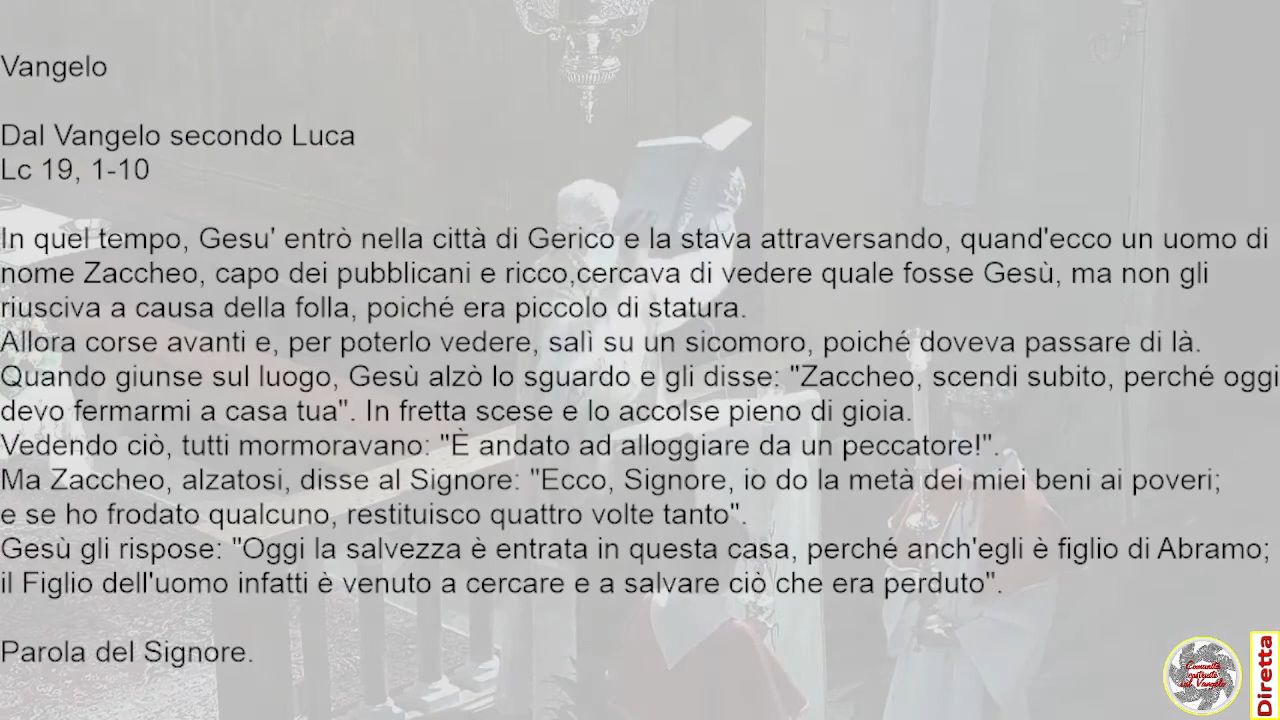 Vangelo
Dal Vangelo secondo Luca
Lc 19, 1-10
In quel tempo, Gesu' entrò nella città di Gerico e la stava attraversando, quand'ecco un uomo di
nome Zaccheo, capo dei pubblicani e ricco,cercava di vedere quale fosse Gesù, ma non gli
riusciva a causa della folla, poiché era piccolo di statura.
Allora corse avanti e, per poterlo vedere, salì su un sicomoro, poiché doveva passare di là.
Quando giunse sul luogo, Gesù alzò lo sguardo e gli disse: "Zaccheo, scendi subito, perché oggi
devo fermarmi a casa tua". In fretta scese e lo accolse pieno di gioia.
Vedendo ciò, tutti mormoravano: "È andato ad alloggiare da un peccatore!".
Ma Zaccheo, alzatosi, disse al Signore: "Ecco, Signore, io do la metà dei miei beni ai poveri;
e se ho frodato qualcuno, restituisco quattro volte tanto".
Gesù gli rispose: "Oggi la salvezza è entrata in questa casa, perché anch'egli è figlio di Abramo;
il Figlio dell'uomo infatti è venuto a cercare e a salvare ciò che era perduto".
Parola del Signore.
Comunità
sul Vangelo
Diretta